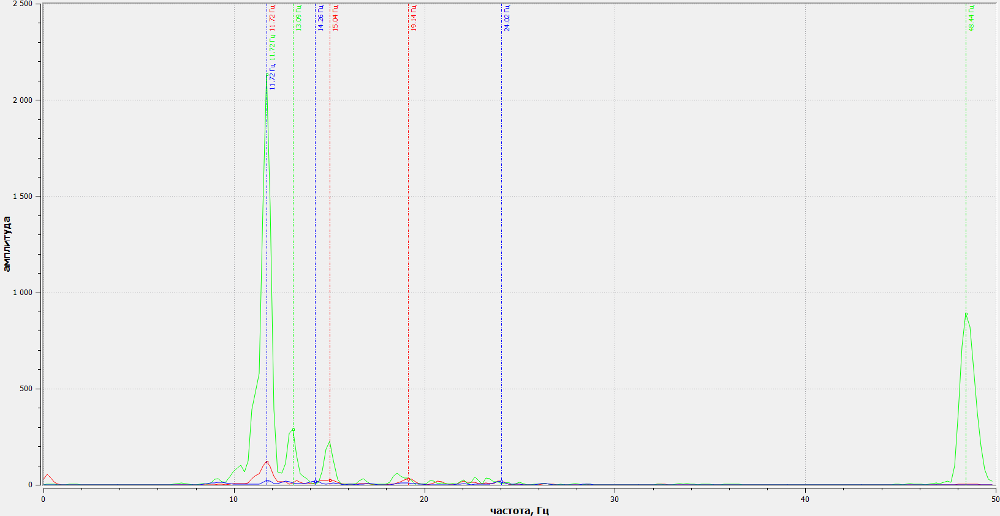 2 500
2 000
1 500
1 000
500
0
амплитуда
11.72 Гц
11.72 Гц
11.72 Гц
13.09 Гц
14.26 Гц
15.04 Гц
19.14 Гц
24.02 Гц
48.44 Гц
0 10 20 30 40 50
частота, Гц